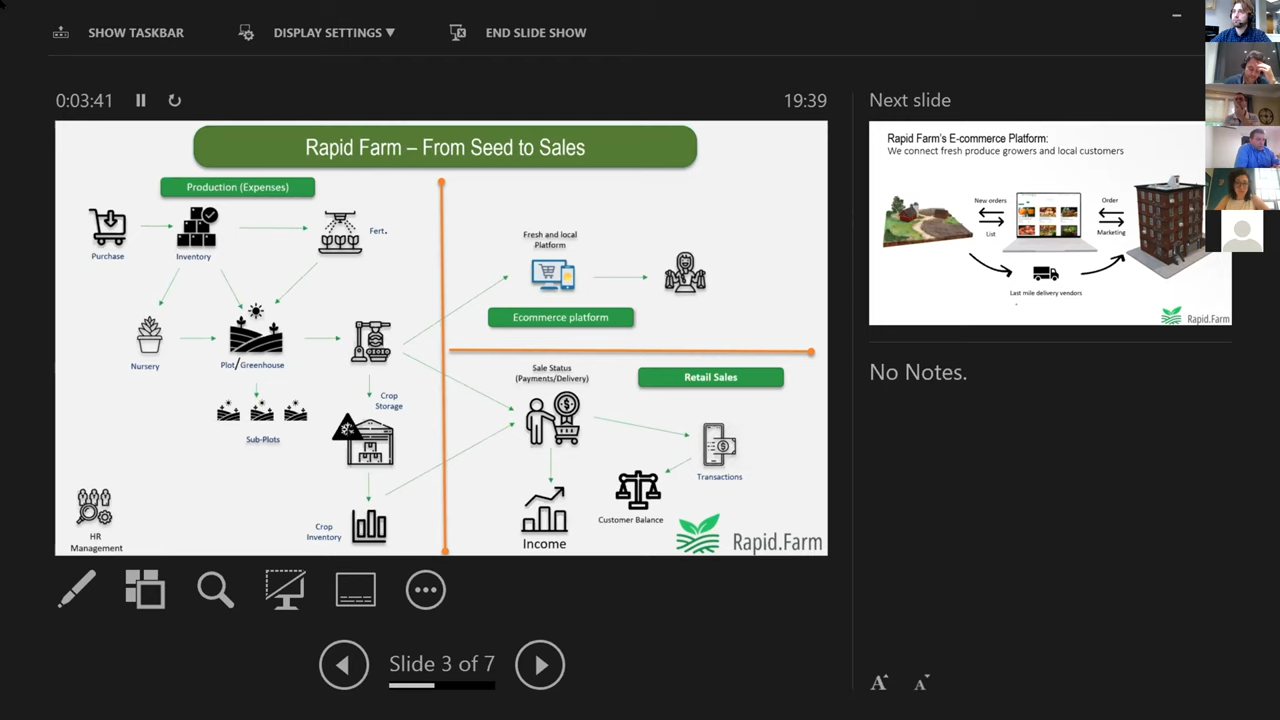 SHOW TASKBAR
DISPLAY SETTINGS ▼
END SLIDE SHOW
0:03:41
19:39
Rapid Farm – From Seed to Sales
Production (Expenses)
Purchase
Inventory
Fert.
Nursery
Plot/Greenhouse
Sub-Plots
Crop
Storage
Crop
Inventory
HR
Management
Fresh and local
Platform
Ecommerce platform
Sale Status
(Payments/Delivery)
Retail Sales
Transactions
Customer Balance
Income
Rapid.Farm
Slide 3 of 7
Next slide
Rapid Farm's E-commerce Platform:
We connect fresh produce growers and local customers
New orders
List
Order
Marketing
Last mile delivery vendors
Rapid.Farm
No Notes.
A
A